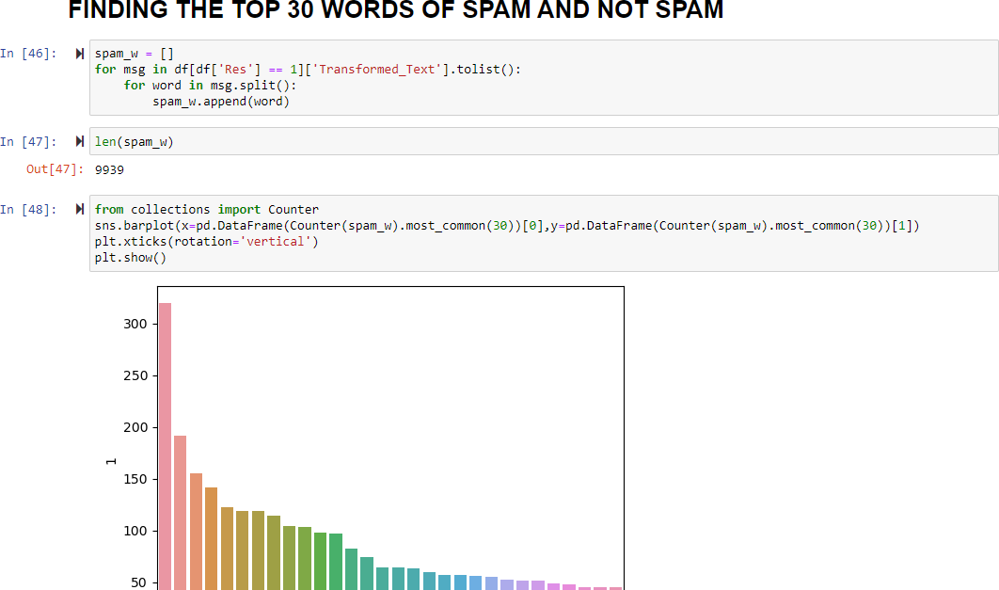 FINDING THE TOP 30 WORDS OF SPAM AND NOT SPAM
In [46]:
spam_w = []
for msg in df[df['Res'] == 1]['Transformed_Text'].tolist():
    for word in msg.split():
        spam_w.append(word)
In [47]:
len(spam_w)
Out[47]: 9939
In [48]:
from collections import Counter
sns.barplot(x=pd.DataFrame(Counter(spam_w).most_common(30))[0],y=pd.DataFrame(Counter(spam_w).most_common(30))[1])
plt.xticks(rotation='vertical')
plt.show()
300
250
200
150
100
50
1